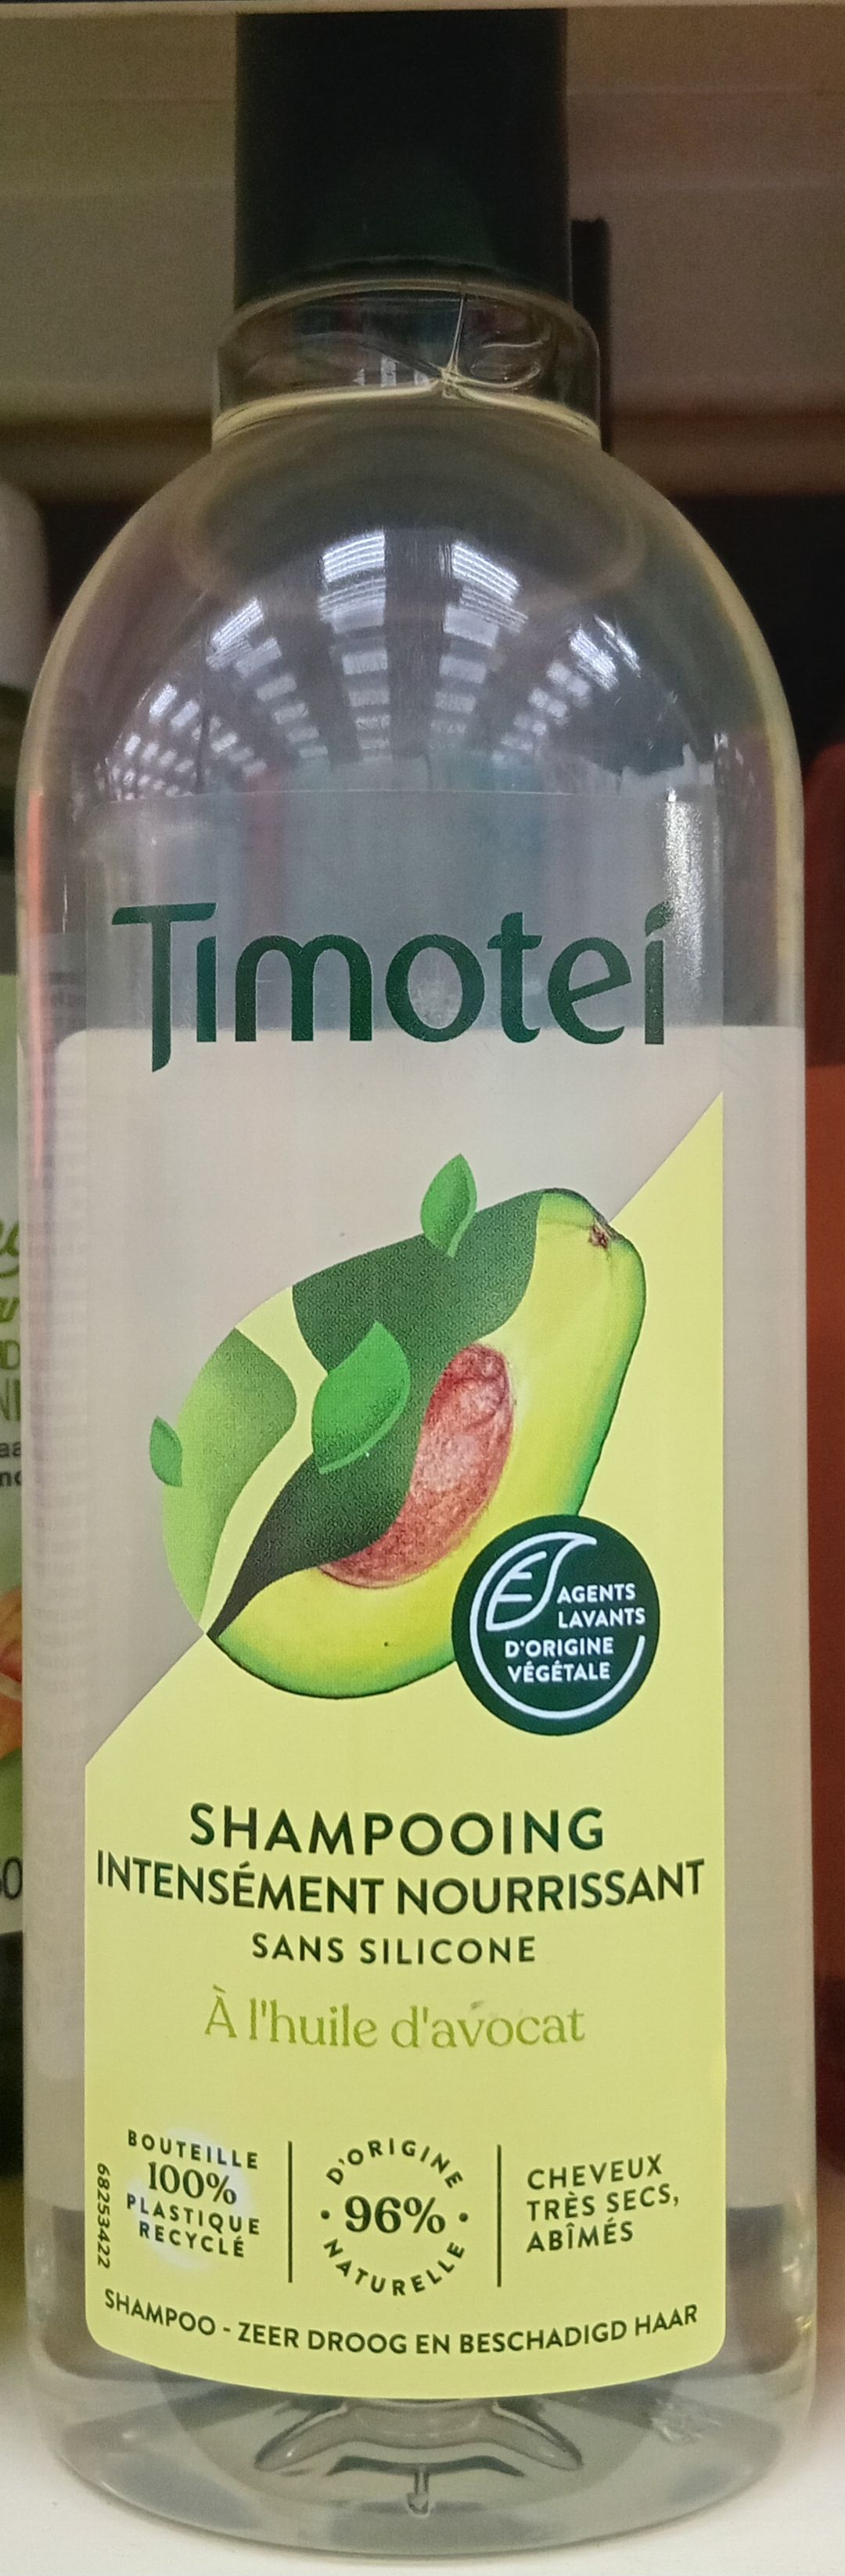 Timotei
AGENTS
LAVANTS
D'ORIGINE
VÉGÉTALE
SHAMPOOING
INTENSÉMENT NOURRISSANT
SANS SILICONE
À l'huile d'avocat
BOUTEILLE
100%
PLASTIQUE
RECYCLÉ
D'ORIGINE
• 96% •
NATURELLE
CHEVEUX
TRÈS SECS,
ABÎMÉS
68253422
SHAMPOO - ZEER DROOG EN BESCHADIGD HAAR